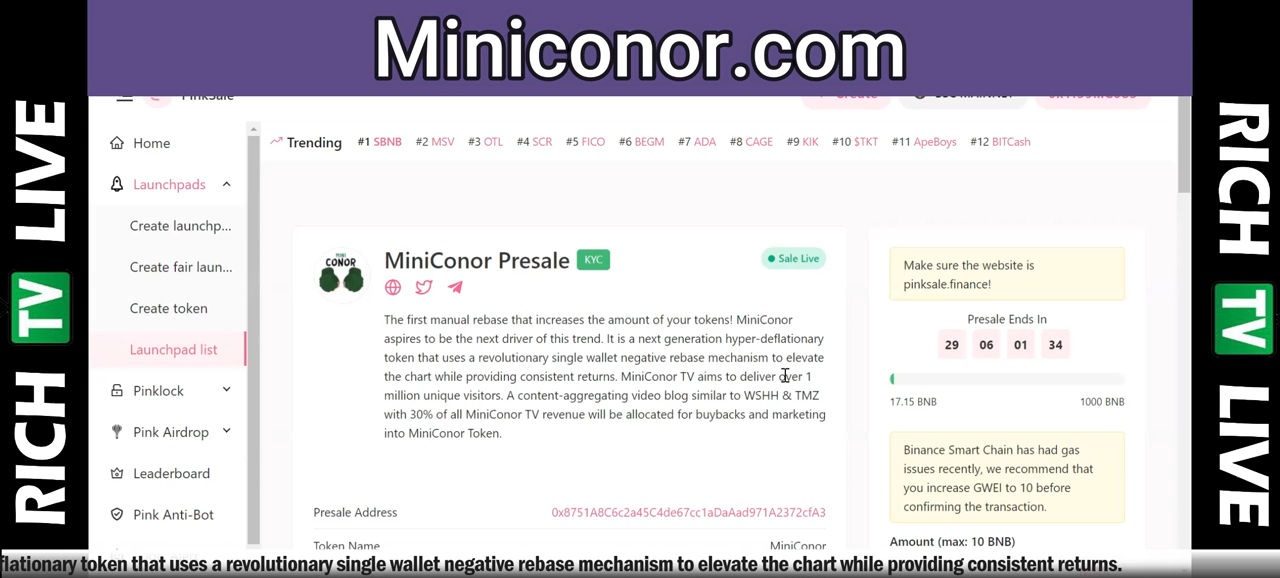 Miniconor.com
RICH TV LIVE
PinkSale
Create
0x4f99...C083
Home
Trending #1 SBNB #2 MSV #3 OTL #4 SCR #5 FICO #6 BEGM #7 ADA #8 CAGE #9 KIK #10 $TKT #11 ApeBoys #12 BITCash
Launchpads
Create launchp...
Create fair laun...
Create token
Launchpad list
Pinklock
Pink Airdrop
Leaderboard
Pink Anti-Bot
MINI
CONOR
MiniConor Presale KYC
Sale Live
The first manual rebase that increases the amount of your tokens! MiniConor
aspires to be the next driver of this trend. It is a next generation hyper-deflationary
token that uses a revolutionary single wallet negative rebase mechanism to elevate
the chart while providing consistent returns. MiniConor TV aims to deliver over 1
million unique visitors. A content-aggregating video blog similar to WSHH & TMZ
with 30% of all MiniConor TV revenue will be allocated for buybacks and marketing
into MiniConor Token.
Presale Address 0x8751A8C6c2a45C4de67cc1aDaAad971A2372cfA3
Token Name MiniConor
Make sure the website is
pinksale.finance!
Presale Ends In
29 06 01 34
17.15 BNB 1000 BNB
Binance Smart Chain has had gas
issues recently, we recommend that
you increase GWEI to 10 before
confirming the transaction.
Amount (max: 10 BNB)
RICH TV LIVE
flationary token that uses a revolutionary single wallet negative rebase mechanism to elevate the chart while providing consistent returns.